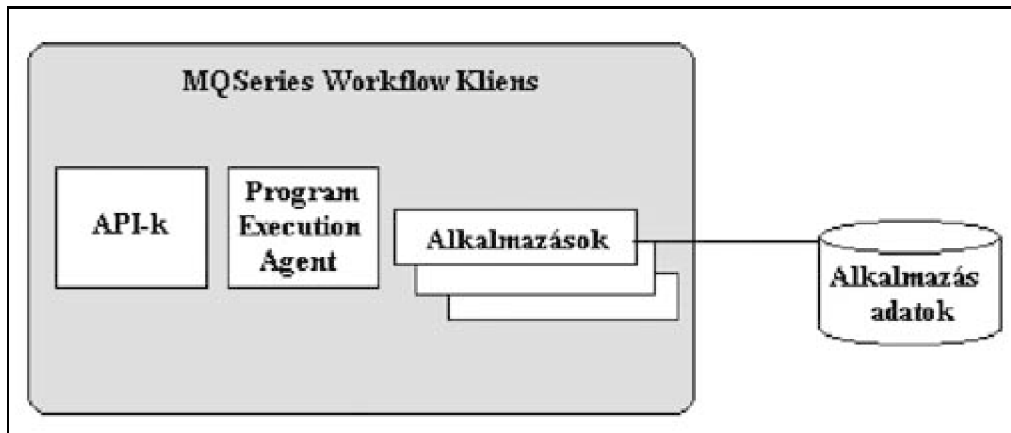 MQSeries Workflow Kliens
API-k
Program
Execution
Agent
Alkalmazások
Alkalmazás
adatok